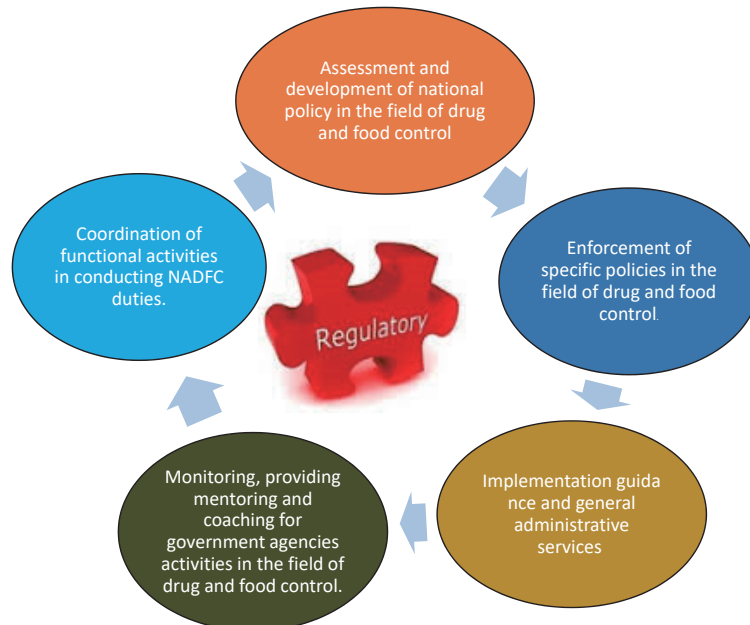 Assessment and
development of national
policy in the field of drug
and food control
Enforcement of
specific policies in the
field of drug and food
control.
Implementation guida
nce and general
administrative
services
Monitoring, providing
mentoring and
coaching for
government agencies
activities in the field of
drug and food control.
Coordination of
functional activities
in conducting NADFC
duties.
Regulatory